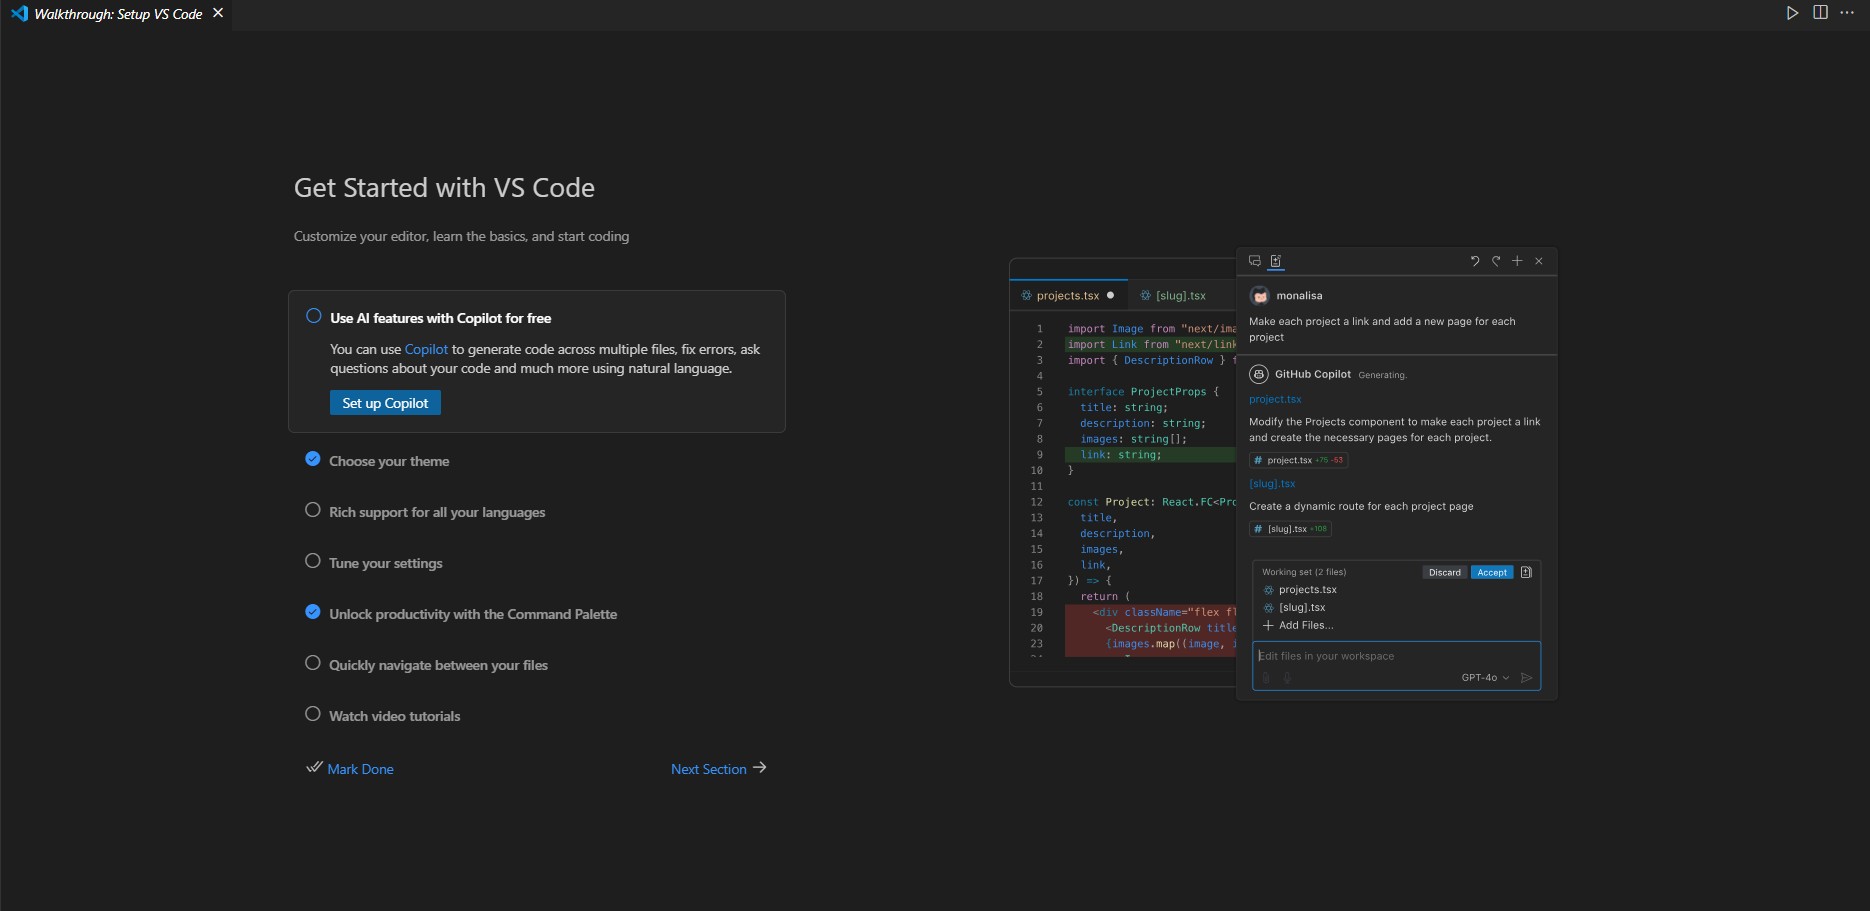 Walkthrough: Setup VS Code
Get Started with VS Code
Customize your editor, learn the basics, and start coding
Use AI features with Copilot for free
You can use Copilot to generate code across multiple files, fix errors, ask
questions about your code and much more using natural language.
Set up Copilot
Choose your theme
Rich support for all your languages
Tune your settings
Unlock productivity with the Command Palette
Quickly navigate between your files
Watch video tutorials
Mark Done
Next Section
projects.tsx
[slug].tsx
1 import Image from "next/ima
2 import Link from "next/link
3 import { DescriptionRow } f
4
5 interface ProjectProps {
6 title: string;
7 description: string;
8 images: string[];
9 link: string;
10 }
11
12 const Project: React.FC<Pro
13 title,
14 description,
15 images,
16 link,
17 }) => {
18 return (
19 <div className="flex fl
20 <DescriptionRow title
23 {images.map((image, i
monalisa
Make each project a link and add a new page for each
project
GitHub Copilot Generating.
project.tsx
Modify the Projects component to make each project a link
and create the necessary pages for each project.
# project.tsx +75 -53
[slug].tsx
Create a dynamic route for each project page
# [slug].tsx +108
Working set (2 files)
Discard
Accept
projects.tsx
[slug].tsx
Add Files...
Edit files in your workspace
GPT-4o